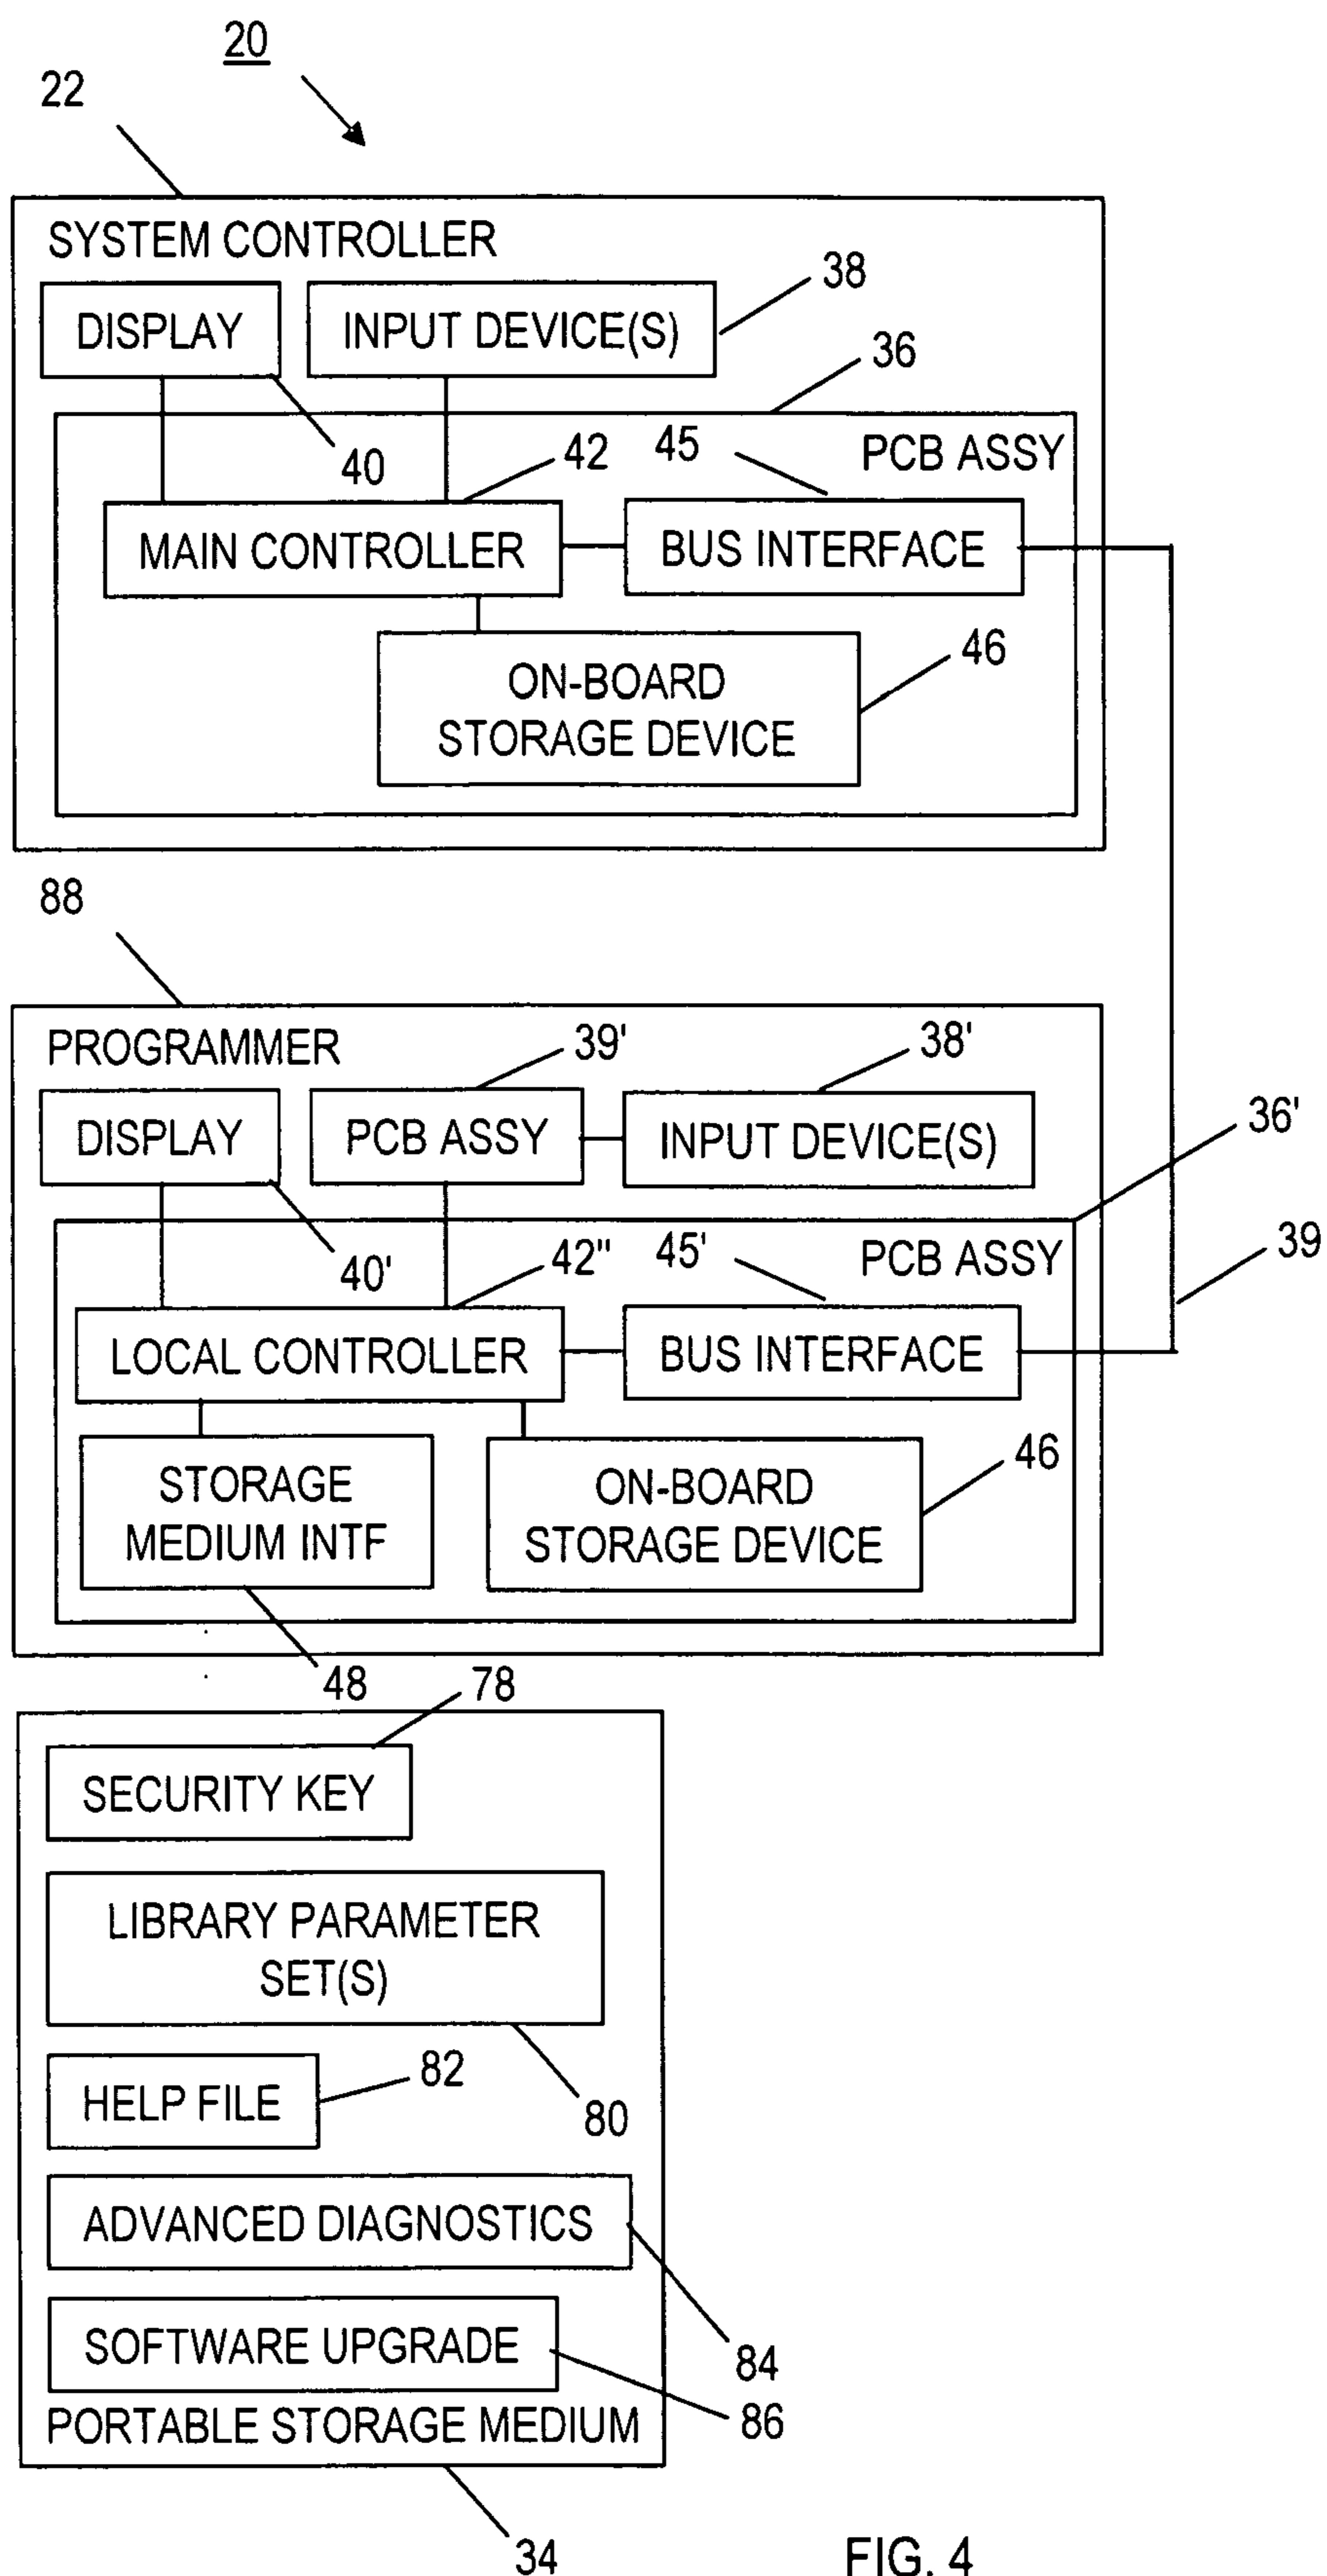 20
22
SYSTEM CONTROLLER
38
DISPLAY
INPUT DEVICE(S)
36
40
42
45
PCB ASSY
MAIN CONTROLLER
BUS INTERFACE
46
ON-BOARD
STORAGE DEVICE
88
PROGRAMMER
39'
38'
DISPLAY
PCB ASSY
INPUT DEVICE(S)
36'
40'
42"
45'
PCB ASSY
39
LOCAL CONTROLLER
BUS INTERFACE
46
STORAGE
MEDIUM INTF
ON-BOARD
STORAGE DEVICE
48
78
SECURITY KEY
LIBRARY PARAMETER
SET(S)
82
HELP FILE
80
ADVANCED DIAGNOSTICS
SOFTWARE UPGRADE
84
86
PORTABLE STORAGE MEDIUM
34
FIG. 4